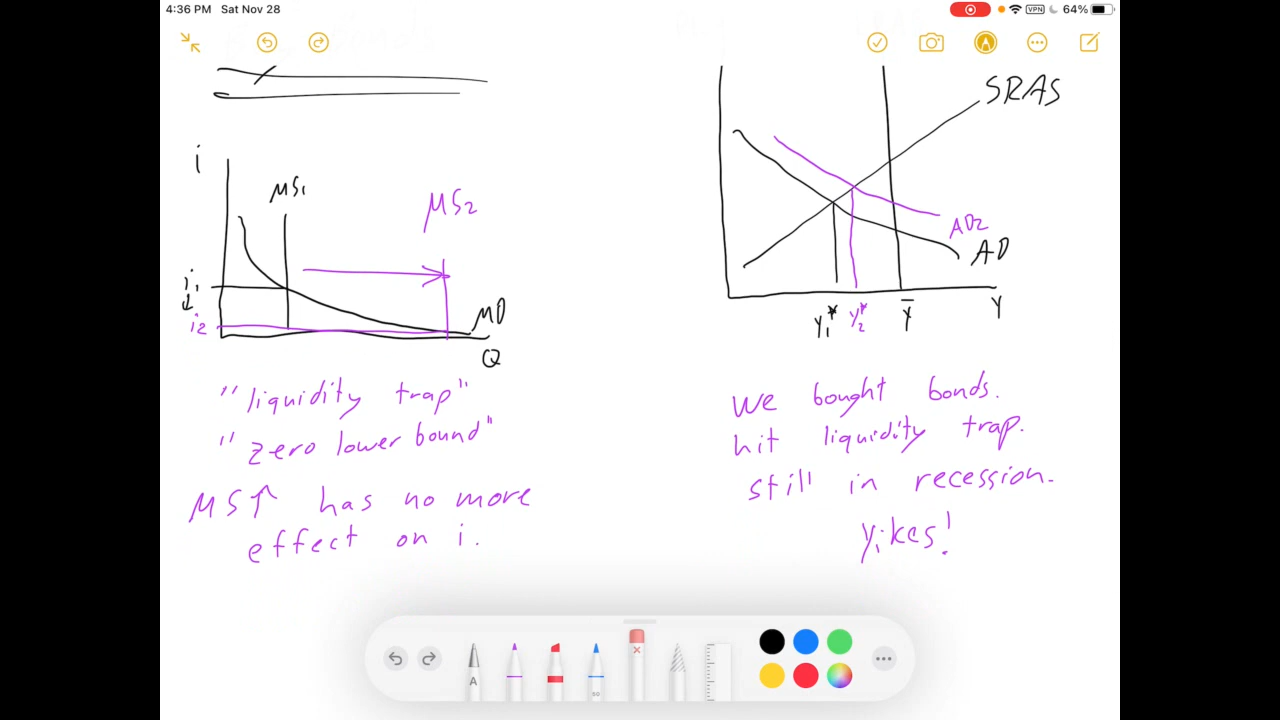 4:36 PM Sat Nov 28
VPN 64%
i
MS1
MS2
i1
i2
MD
Q
"liquidity trap"
"zero lower bound"
MS↑ has no more
effect on i.
SRAS
AD2
AD
Y1*
Y2*
Y̅
Y
We bought bonds.
hit liquidity trap.
still in recession.
Yikes!
A